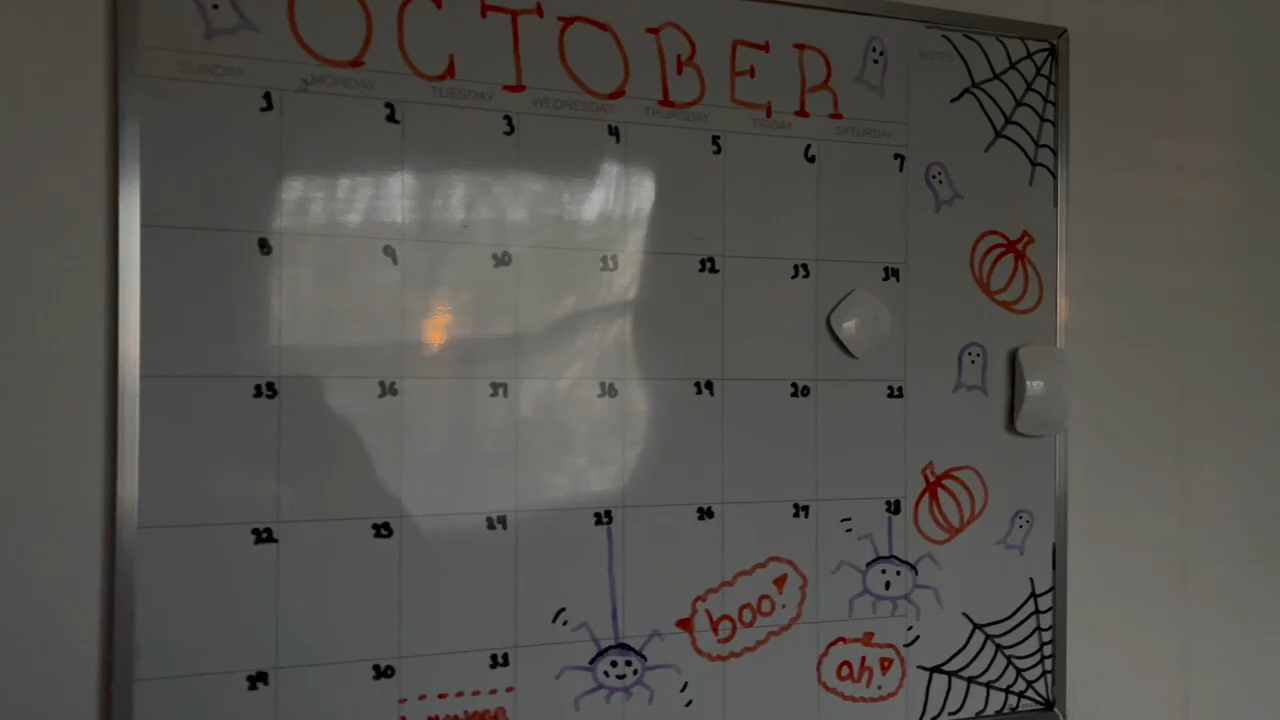 OCTOBER
NOTES
SUNDAY MONDAY TUESDAY WEDNESDAY THURSDAY FRIDAY SATURDAY
1 2 3 4 5 6 7
8 9 10 11 12 13 14
15 16 17 18 19 20 21
22 23 24 25 26 27 28
boo!
29 30 31
ah!